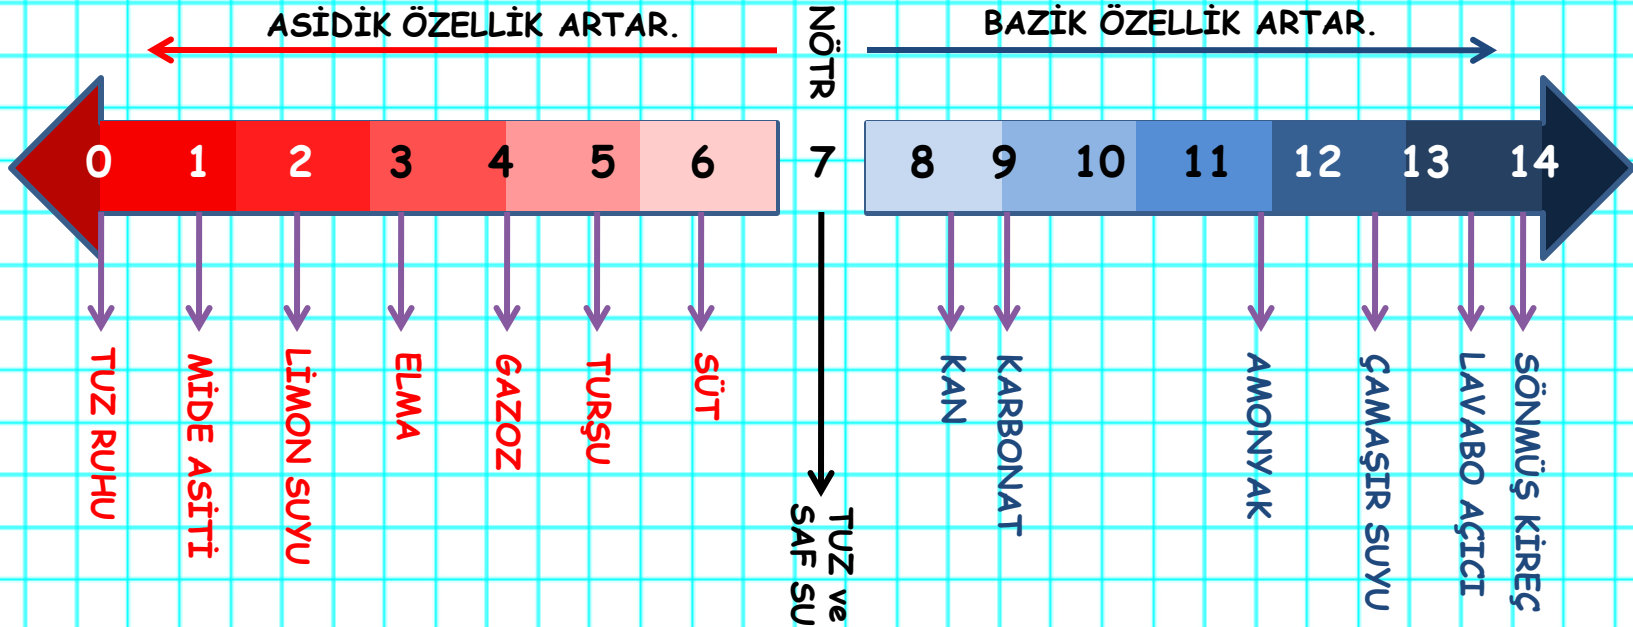 ASİDİK ÖZELLİK ARTAR.
NÖTR
BAZİK ÖZELLİK ARTAR.
0 1 2 3 4 5 6 7 8 9 10 11 12 13 14
TUZ RUHU
MİDE ASİTİ
LİMON SUYU
ELMA
GAZOZ
TURŞU
SÜT
TUZ ve
SAF SU
KAN
KARBONAT
AMONYAK
ÇAMAŞIR SUYU
LAVABO AÇICI
SÖNMÜŞ KİREÇ